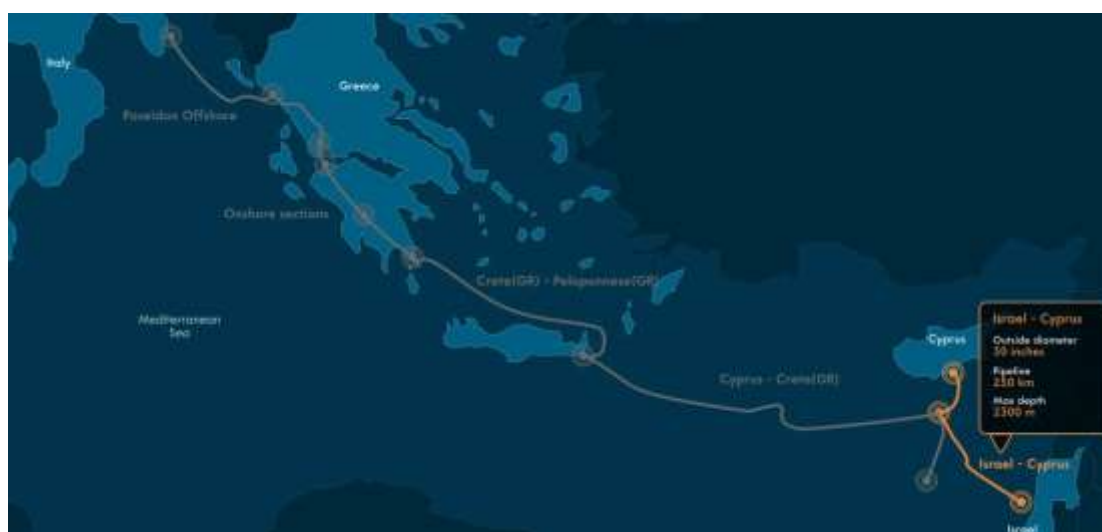 Italy
Greece
Poseidon Offshore
Onshore sections
Crete(GR) - Peloponnese(GR)
Mediterranean
Sea
Cyprus
Israel - Cyprus
Outside diameter
30 inches
Pipeline
250 km
Max depth
2300 m
Cyprus - Crete(GR)
Israel - Cyprus
Israel